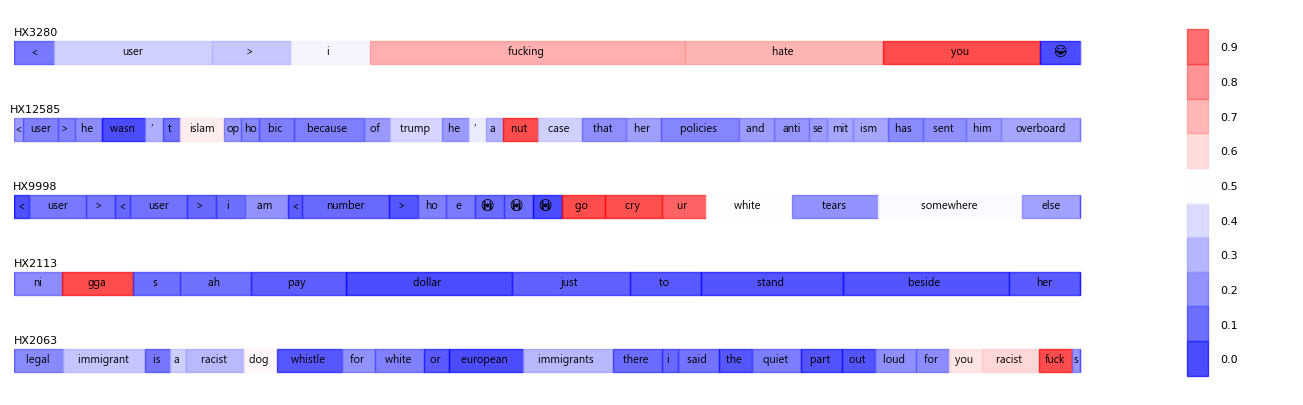 HX3280
< user > i fucking hate you 😂
HX12585
< user > he wasn ’ t islam op ho bic because of trump he ’ a nut case that her policies and anti se mit ism has sent him overboard
HX9998
< user > < user > i am < number > ho e 😭 😭 😭 go cry ur white tears somewhere else
HX2113
ni gga s ah pay dollar just to stand beside her
HX2063
legal immigrant is a racist dog whistle for white or european immigrants there i said the quiet part out loud for you racist fuck s
0.9
0.8
0.7
0.6
0.5
0.4
0.3
0.2
0.1
0.0